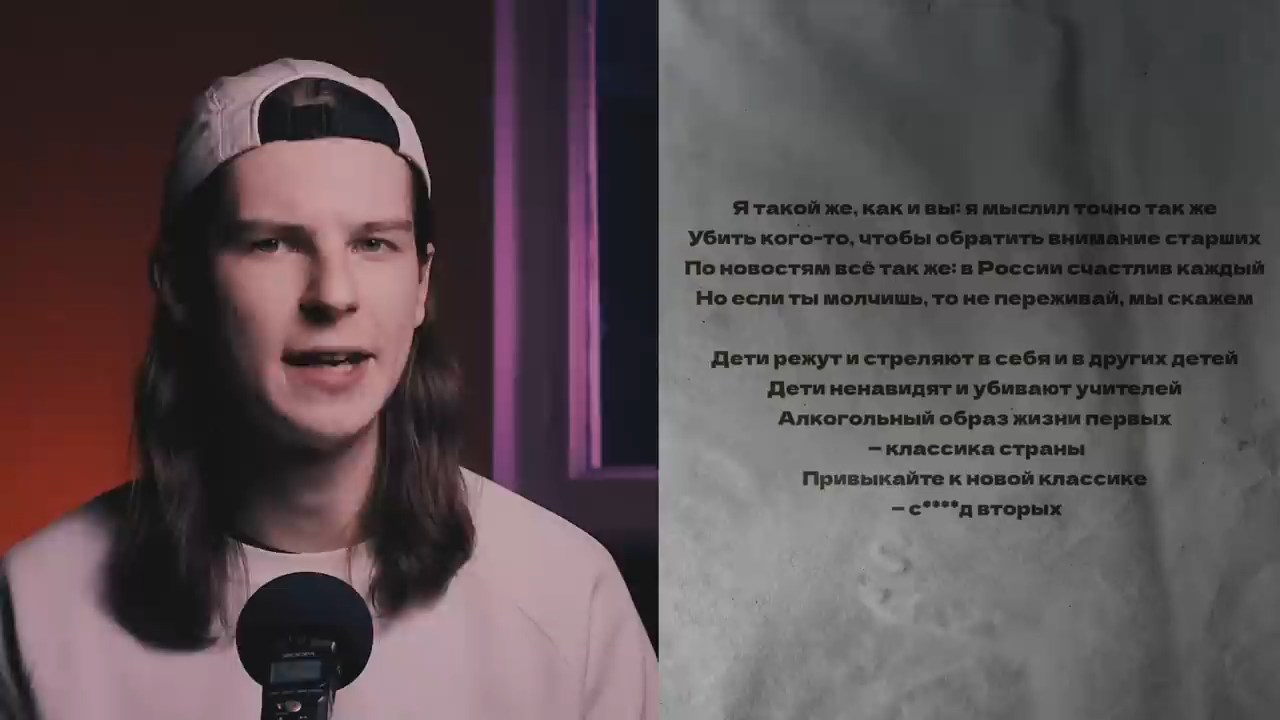 zoom
Я такой же, как и вы: я мыслил точно так же
Убить кого-то, чтобы обратить внимание старших
По новостям всё так же: в России счастлив каждый
Но если ты молчишь, то не переживай, мы скажем
Дети режут и стреляют в себя и в других детей
Дети ненавидят и убивают учителей
Алкогольный образ жизни первых
– классика страны
Привыкайте к новой классике
– с****д вторых